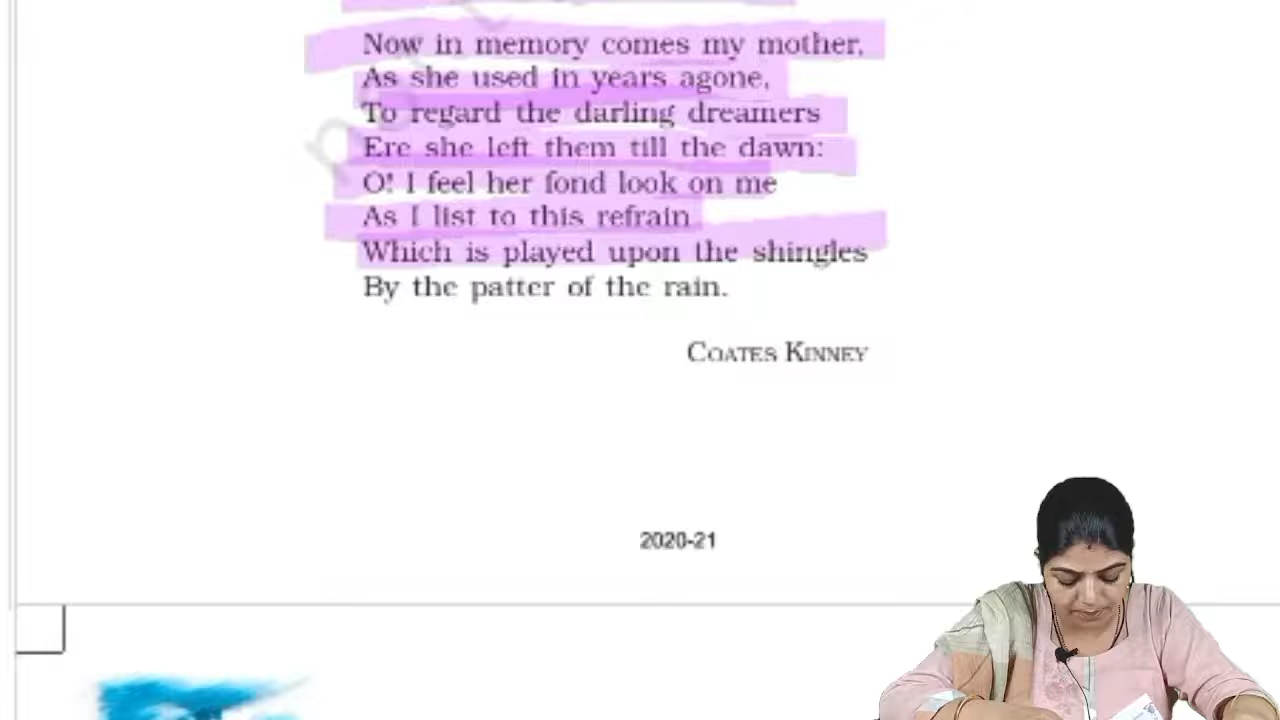 Now in memory comes my mother,
As she used in years agone,
To regard the darling dreamers
Ere she left them till the dawn:
O! I feel her fond look on me
As I list to this refrain
Which is played upon the shingles
By the patter of the rain.
COATES KINNEY
2020-21